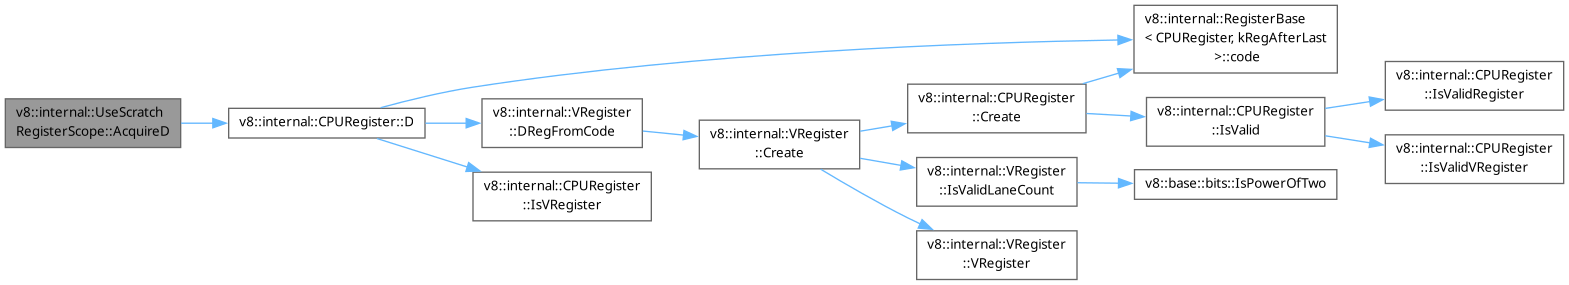 v8::internal::UseScratch
RegisterScope::AcquireD
v8::internal::CPURegister::D
v8::internal::VRegister
::DRegFromCode
v8::internal::CPURegister
::IsVRegister
v8::internal::VRegister
::Create
v8::internal::CPURegister
::Create
v8::internal::VRegister
::IsValidLaneCount
v8::internal::VRegister
::VRegister
v8::internal::RegisterBase
< CPURegister, kRegAfterLast
>::code
v8::internal::CPURegister
::IsValid
v8::base::bits::IsPowerOfTwo
v8::internal::CPURegister
::IsValidRegister
v8::internal::CPURegister
::IsValidVRegister